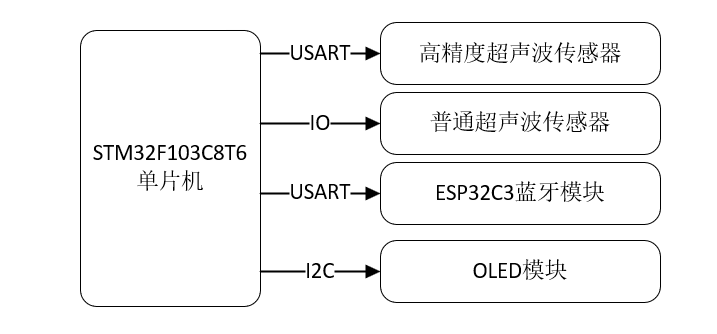 STM32F103C8T6
单片机
USART
高精度超声波传感器
IO
普通超声波传感器
USART
ESP32C3蓝牙模块
I2C
OLED模块